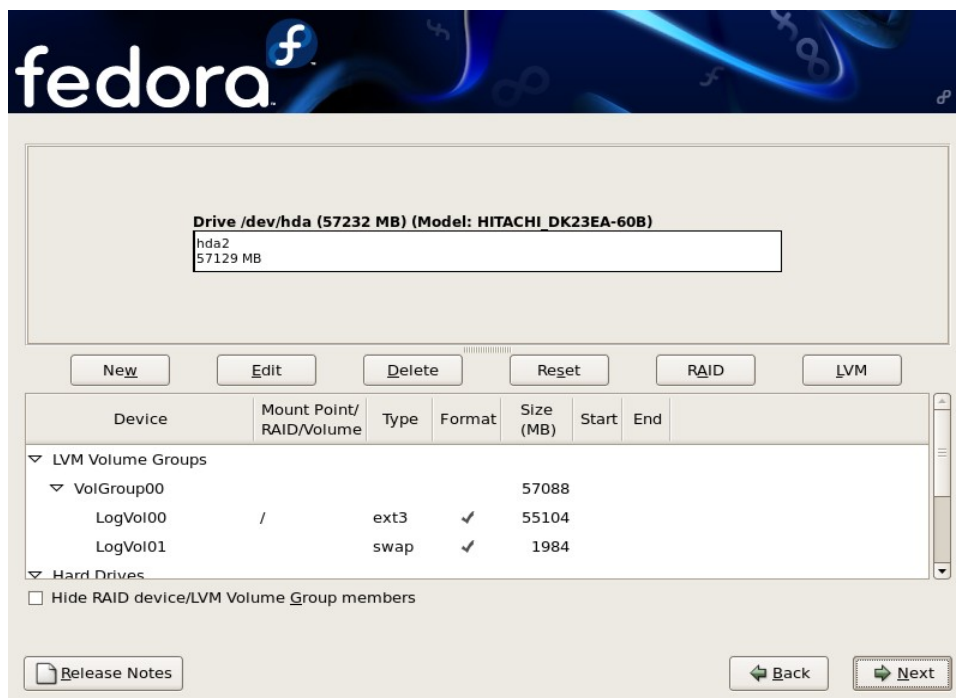 fedora
Drive /dev/hda (57232 MB) (Model: HITACHI_DK23EA-60B)
hda2
57129 MB
New Edit Delete Reset RAID LVM
Device Mount Point/ RAID/Volume Type Format Size (MB) Start End
LVM Volume Groups
VolGroup00 57088
LogVol00 / ext3 55104
LogVol01 swap 1984
Hard Drives
Hide RAID device/LVM Volume Group members
Release Notes Back Next